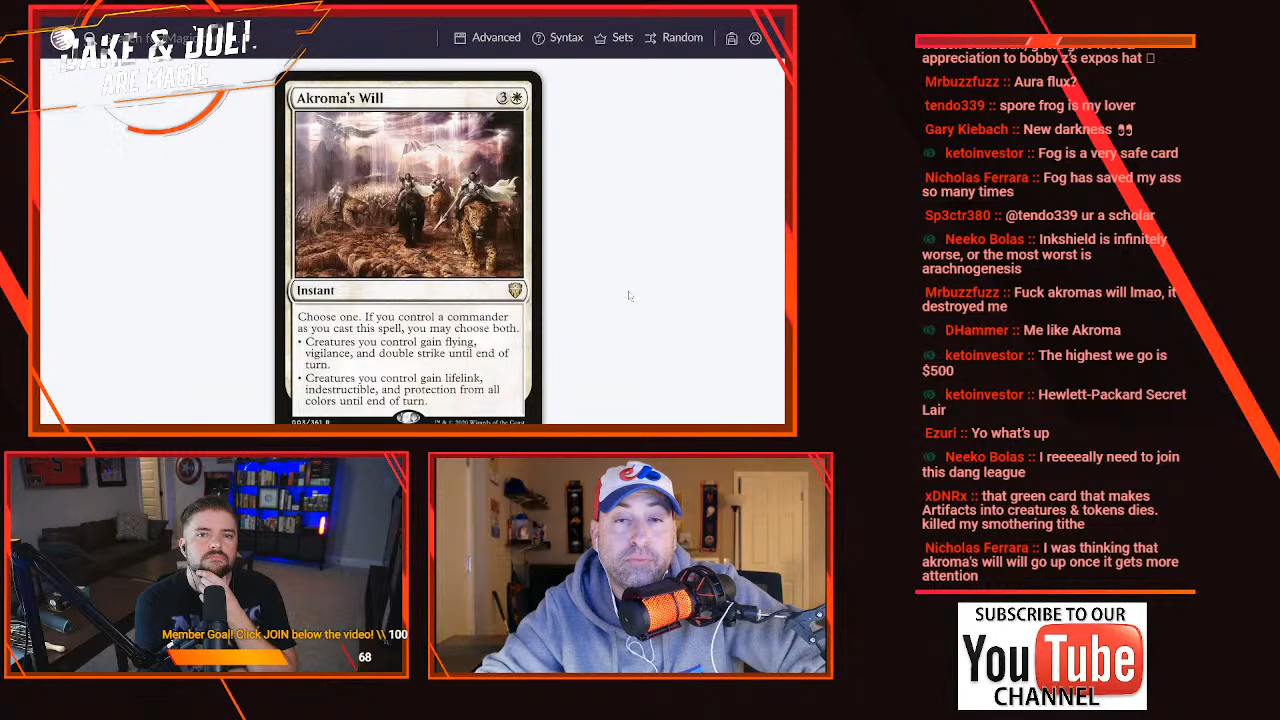 JAKE & JOEL
ARE MAGIC
Advanced
Syntax
Sets
Random
Akroma's Will
3
Instant
Choose one. If you control a commander
as you cast this spell, you may choose both.
• Creatures you control gain flying,
vigilance, and double strike until end of
turn.
• Creatures you control gain lifelink,
indestructible, and protection from all
colors until end of turn.
Member Goal! Click JOIN below the video! \\ 100
68
appreciation to bobby z's expos hat
Mrbuzzfuzz :: Aura flux?
tendo339 :: spore frog is my lover
Gary Kiebach :: New darkness 👀
ketoinvestor :: Fog is a very safe card
Nicholas Ferrara :: Fog has saved my ass
so many times
Sp3ctr380 :: @tendo339 ur a scholar
Neeko Bolas :: Inkshield is infinitely
worse, or the most worst is
arachnogenesis
Mrbuzzfuzz :: Fuck akromas will lmao, it
destroyed me
DHammer :: Me like Akroma
ketoinvestor :: The highest we go is
$500
ketoinvestor :: Hewlett-Packard Secret
Lair
Ezuri :: Yo what's up
Neeko Bolas :: I reeeeally need to join
this dang league
xDNRx :: that green card that makes
Artifacts into creatures & tokens dies.
killed my smothering tithe
Nicholas Ferrara :: I was thinking that
akroma's will will go up once it gets more
attention
SUBSCRIBE TO OUR
YouTube
CHANNEL